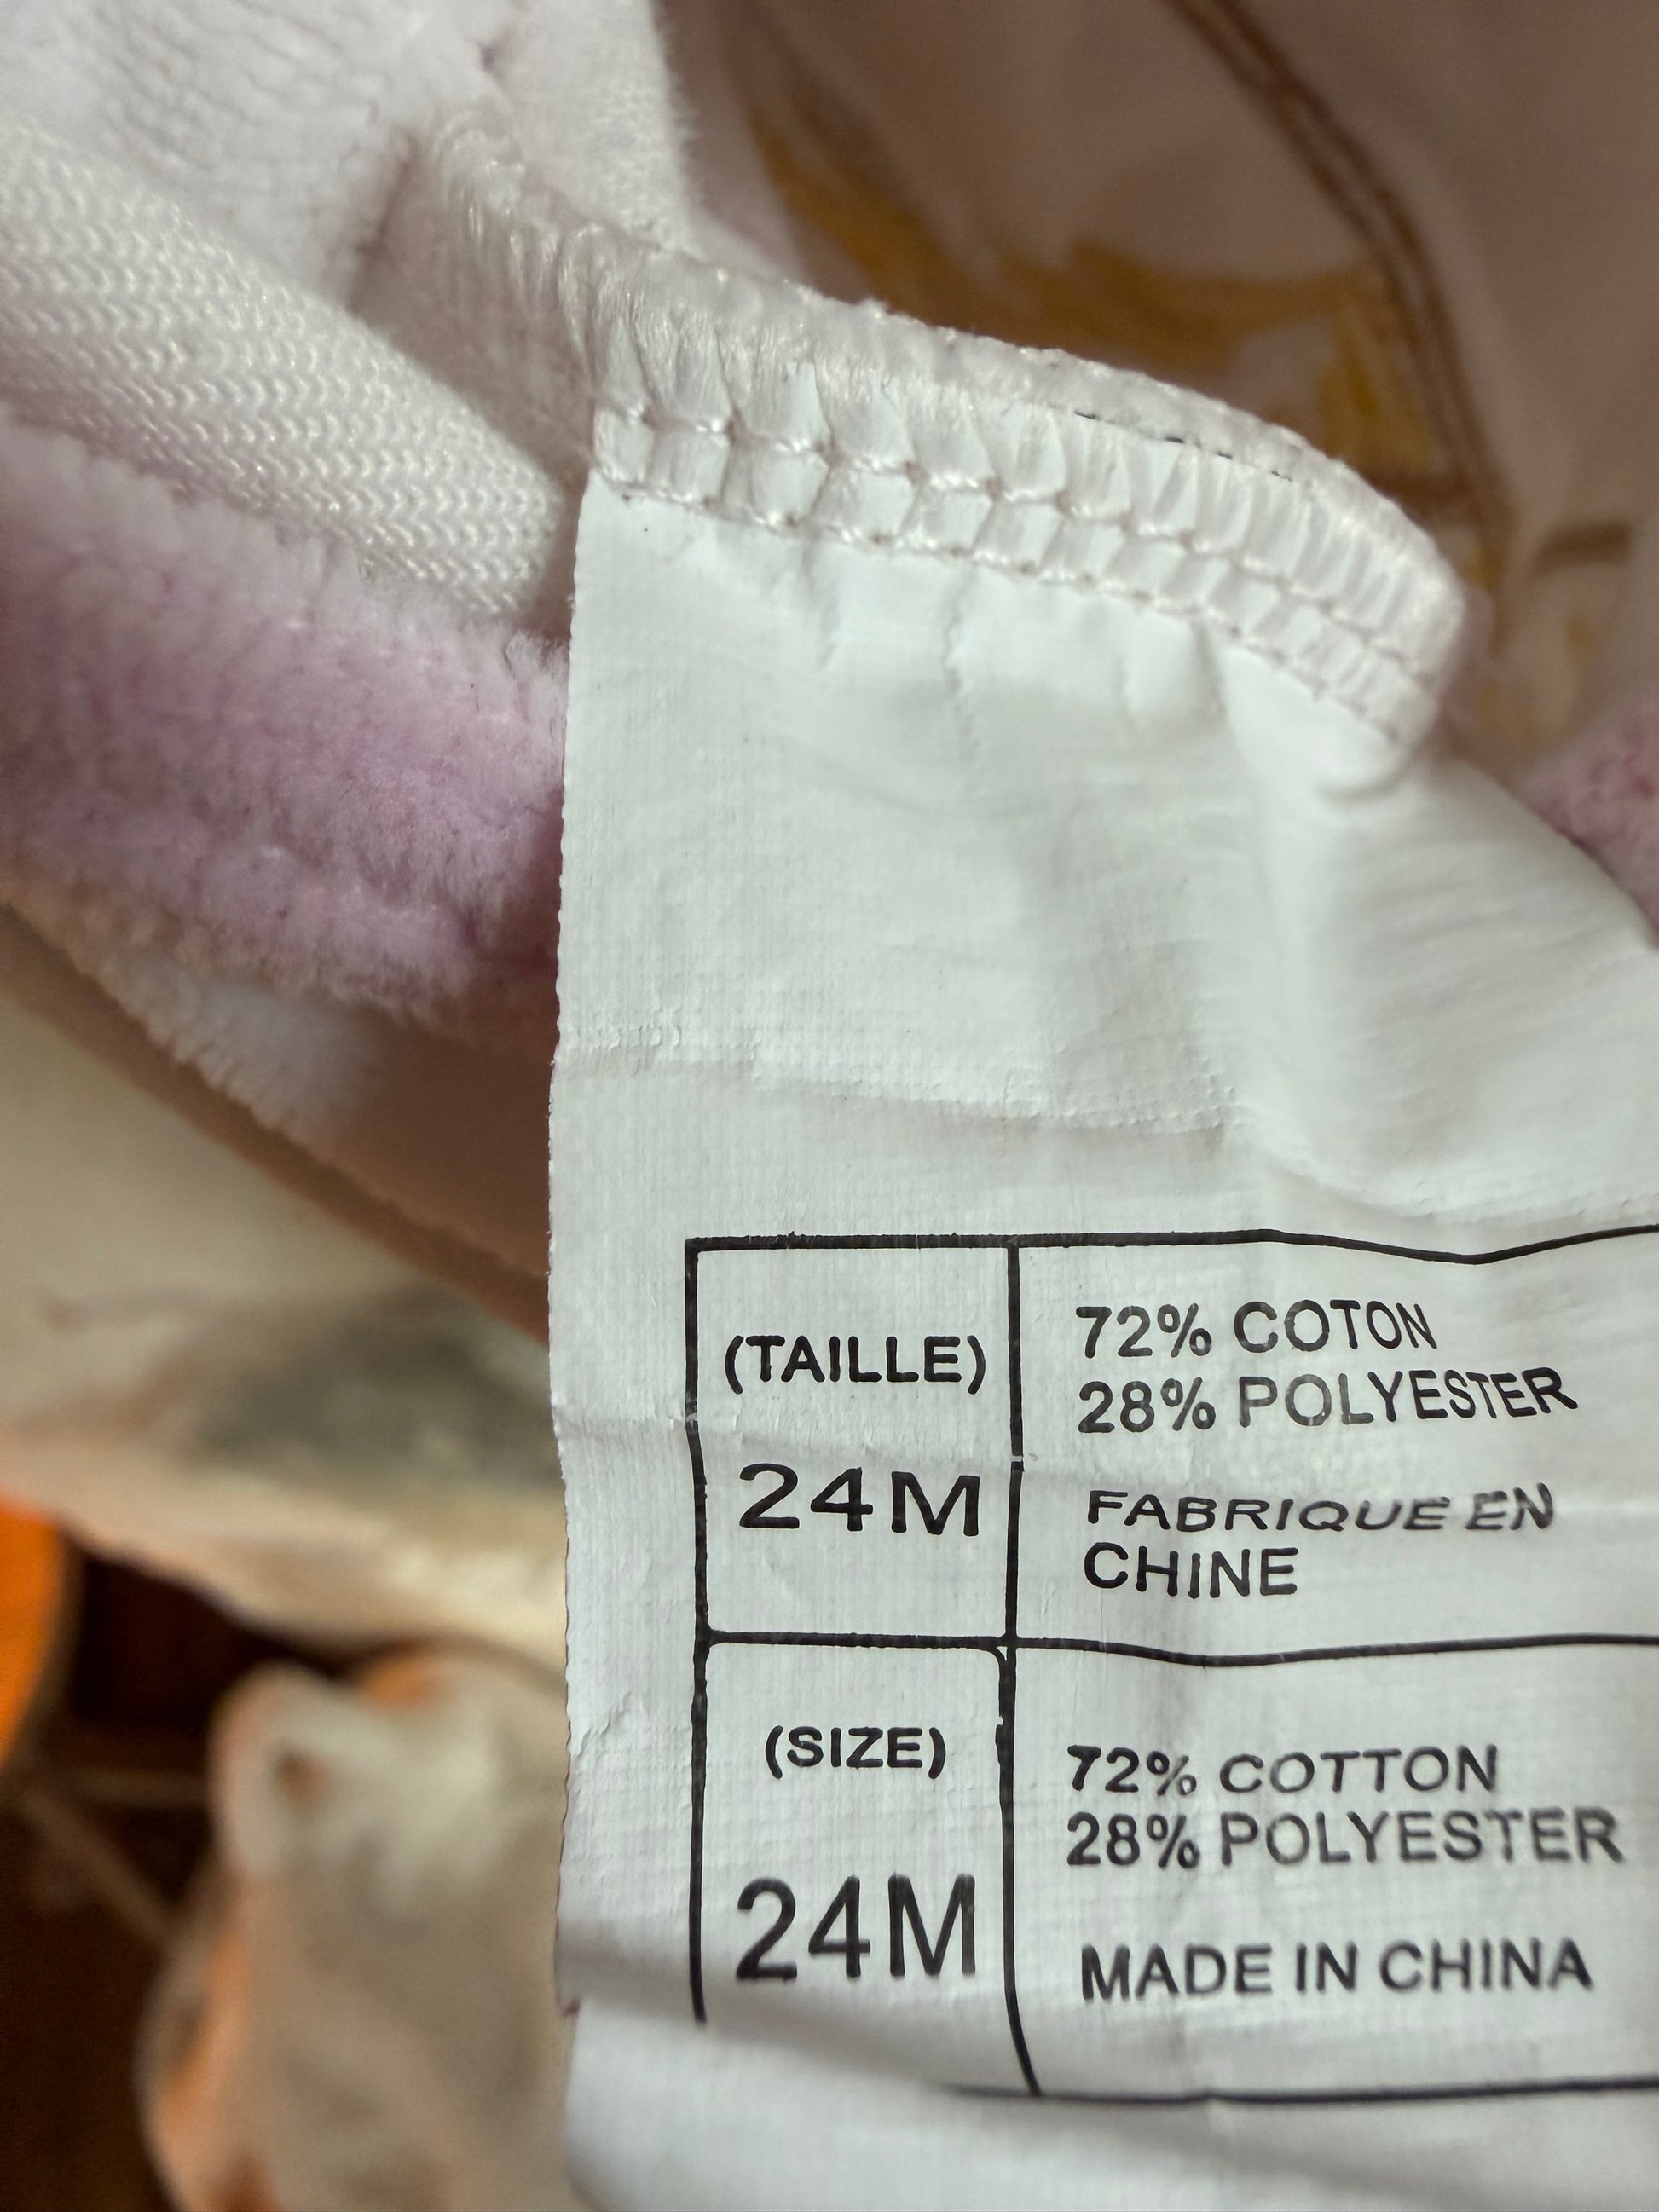 (TAILLE)
24M
72% COTON
28% POLYESTER
FABRIQUE EN
CHINE
(SIZE)
24M
72% COTTON
28% POLYESTER
MADE IN CHINA